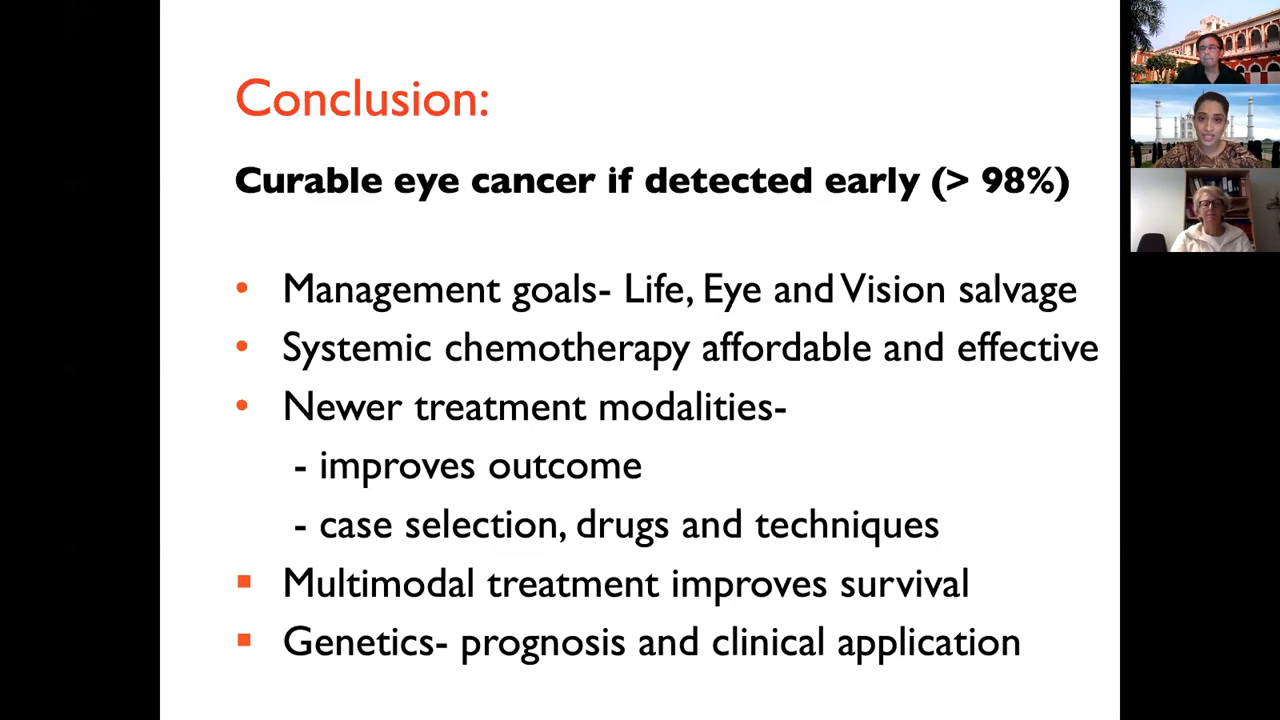 Conclusion:
Curable eye cancer if detected early (> 98%)
• Management goals- Life, Eye and Vision salvage
• Systemic chemotherapy affordable and effective
• Newer treatment modalities-
- improves outcome
- case selection, drugs and techniques
▪ Multimodal treatment improves survival
▪ Genetics- prognosis and clinical application